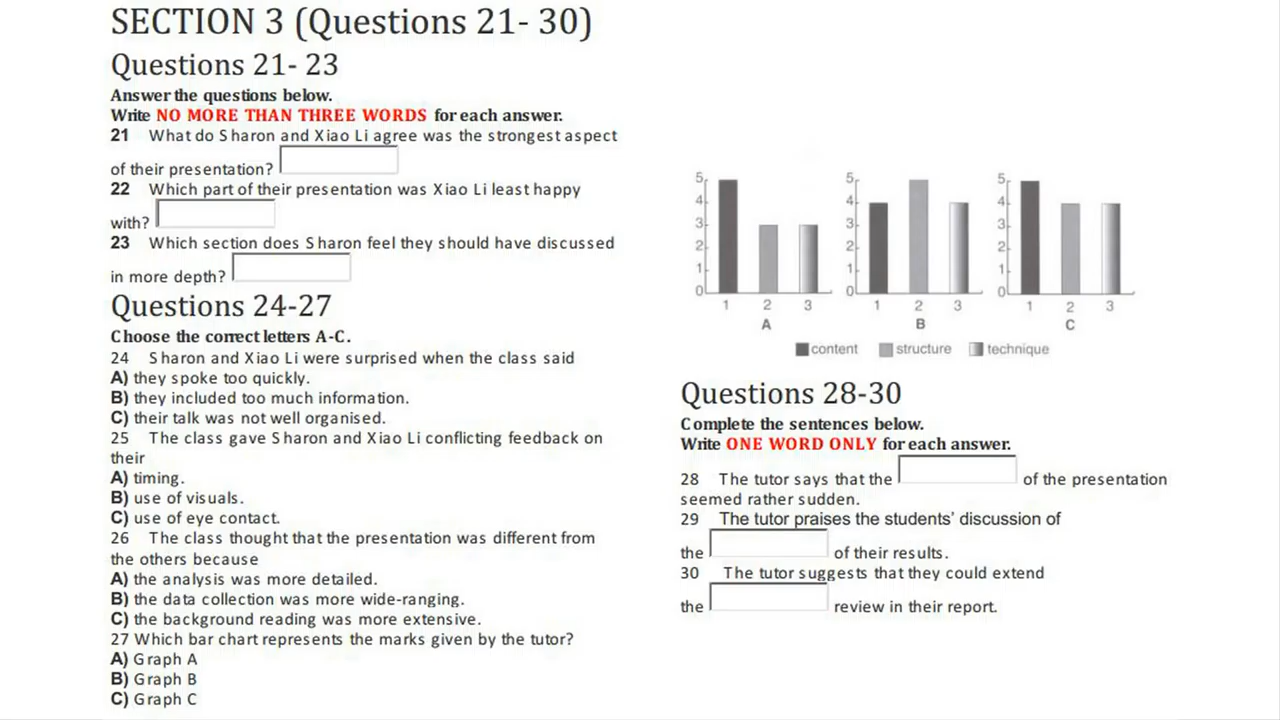 SECTION 3 (Questions 21- 30)
Questions 21- 23
Answer the questions below.
Write NO MORE THAN THREE WORDS for each answer.
21 What do Sharon and Xiao Li agree was the strongest aspect
of their presentation?
22 Which part of their presentation was Xiao Li least happy
with?
23 Which section does Sharon feel they should have discussed
in more depth?
Questions 24-27
Choose the correct letters A-C.
24 Sharon and Xiao Li were surprised when the class said
A) they spoke too quickly.
B) they included too much information.
C) their talk was not well organised.
25 The class gave Sharon and Xiao Li conflicting feedback on
their
A) timing.
B) use of visuals.
C) use of eye contact.
26 The class thought that the presentation was different from
the others because
A) the analysis was more detailed.
B) the data collection was more wide-ranging.
C) the background reading was more extensive.
27 Which bar chart represents the marks given by the tutor?
A) Graph A
B) Graph B
C) Graph C
5 5 5
4 4 4
3 3 3
2 2 2
1 1 1
0 0 0
1 2 3 1 2 3 1 2 3
A B C
content structure technique
Questions 28-30
Complete the sentences below.
Write ONE WORD ONLY for each answer.
28 The tutor says that the of the presentation
seemed rather sudden.
29 The tutor praises the students' discussion of
the of their results.
30 The tutor suggests that they could extend
the review in their report.